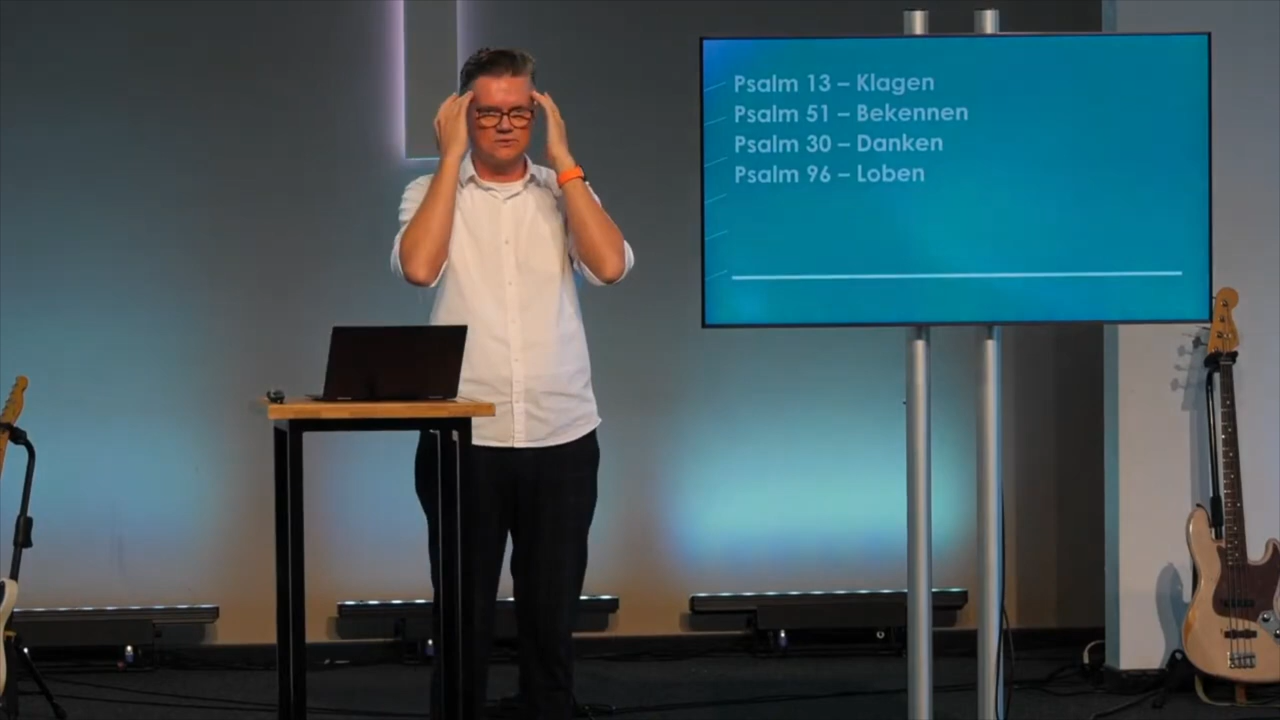 Psalm 13 – Klagen
Psalm 51 – Bekennen
Psalm 30 – Danken
Psalm 96 – Loben